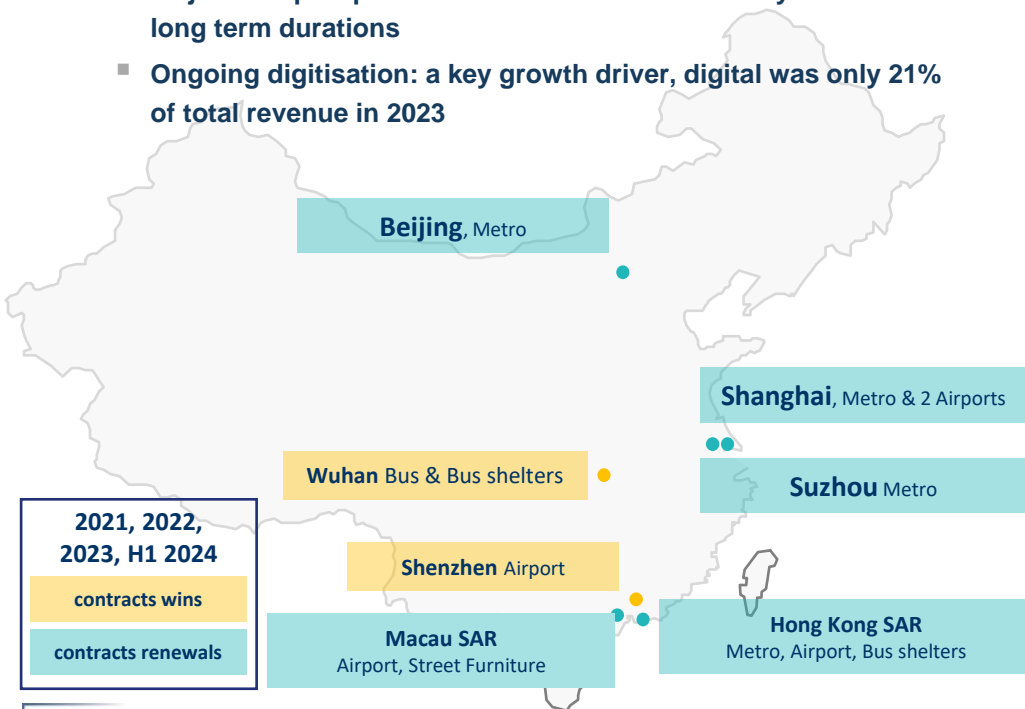 long term durations
Ongoing digitisation: a key growth driver, digital was only 21%
of total revenue in 2023
Beijing, Metro
Shanghai, Metro & 2 Airports
Wuhan Bus & Bus shelters
Suzhou Metro
2021, 2022,
2023, H1 2024
contracts wins
contracts renewals
Shenzhen Airport
Macau SAR
Airport, Street Furniture
Hong Kong SAR
Metro, Airport, Bus shelters